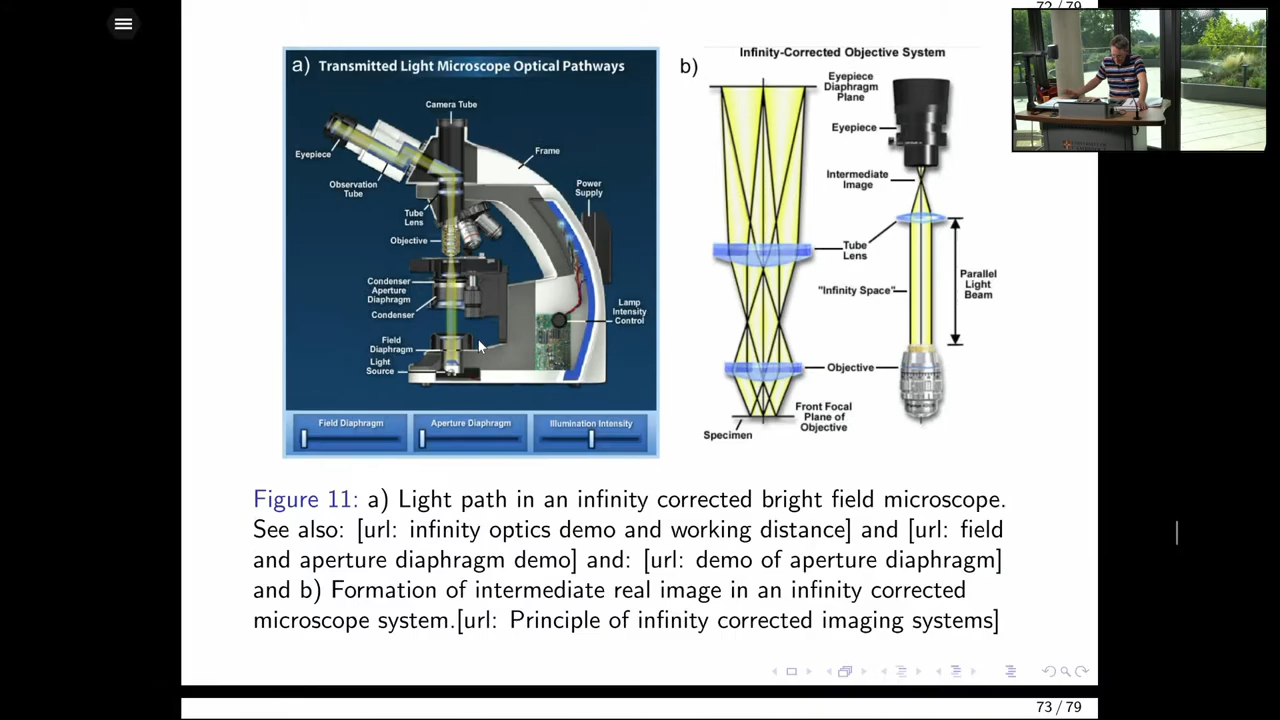 72 / 79
a) Transmitted Light Microscope Optical Pathways
Camera Tube
Eyepiece
Frame
Observation
Tube
Power
Supply
Tube
Lens
Objective
Condenser
Aperture
Diaphragm
Condenser
Lamp
Intensity
Control
Field
Diaphragm
Light
Source
Field Diaphragm
Aperture Diaphragm
Illumination Intensity
b)
Infinity-Corrected Objective System
Eyepiece
Diaphragm
Plane
Eyepiece
Intermediate
Image
Tube
Lens
"Infinity Space"
Parallel
Light
Beam
Objective
Front Focal
Plane of
Objective
Specimen
Figure 11: a) Light path in an infinity corrected bright field microscope.
See also: [url: infinity optics demo and working distance] and [url: field
and aperture diaphragm demo] and: [url: demo of aperture diaphragm]
and b) Formation of intermediate real image in an infinity corrected
microscope system.[url: Principle of infinity corrected imaging systems]
73 / 79